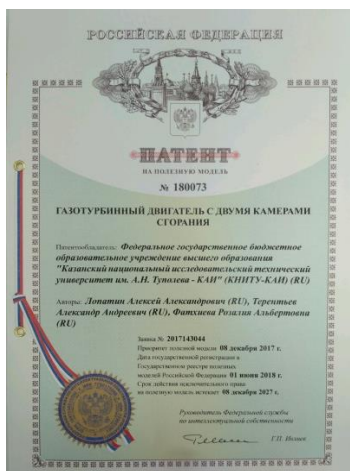 РОССИЙСКАЯ ФЕДЕРАЦИЯ
ПАТЕНТ
НА ПОЛЕЗНУЮ МОДЕЛЬ
№ 180073
ГАЗОТУРБИННЫЙ ДВИГАТЕЛЬ С ДВУМЯ КАМЕРАМИ
СГОРАНИЯ
Патентообладатель: Федеральное государственное бюджетное
образовательное учреждение высшего образования
"Казанский национальный исследовательский технический
университет им. А.Н. Туполева - КАИ" (КНИТУ-КАИ) (RU)
Авторы: Лопатин Алексей Александрович (RU), Терентьев
Александр Андреевич (RU), Фатхиева Розалия Альбертовна
(RU)
Заявка № 2017143044
Приоритет полезной модели 08 декабря 2017 г.
Дата государственной регистрации в
Государственном реестре полезных
моделей Российской Федерации 01 июня 2018 г.
Срок действия исключительного права
на полезную модель истекает 08 декабря 2027 г.
Руководитель Федеральной службы
по интеллектуальной собственности
Г.П. Ивлиев